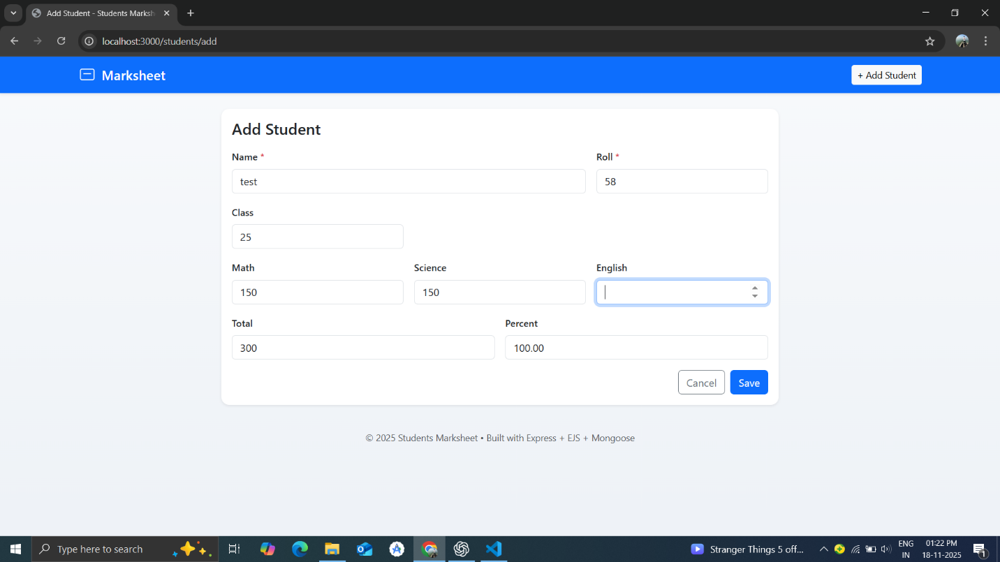 Add Student - Students Marksh
localhost:3000/students/add
Marksheet
+ Add Student
Add Student
Name * Roll *
test 58
Class
25
Math Science English
150 150
Total Percent
300 100.00
Cancel Save
© 2025 Students Marksheet • Built with Express + EJS + Mongoose
Type here to search
Stranger Things 5 off...
ENG
IN
01:22 PM
18-11-2025
1